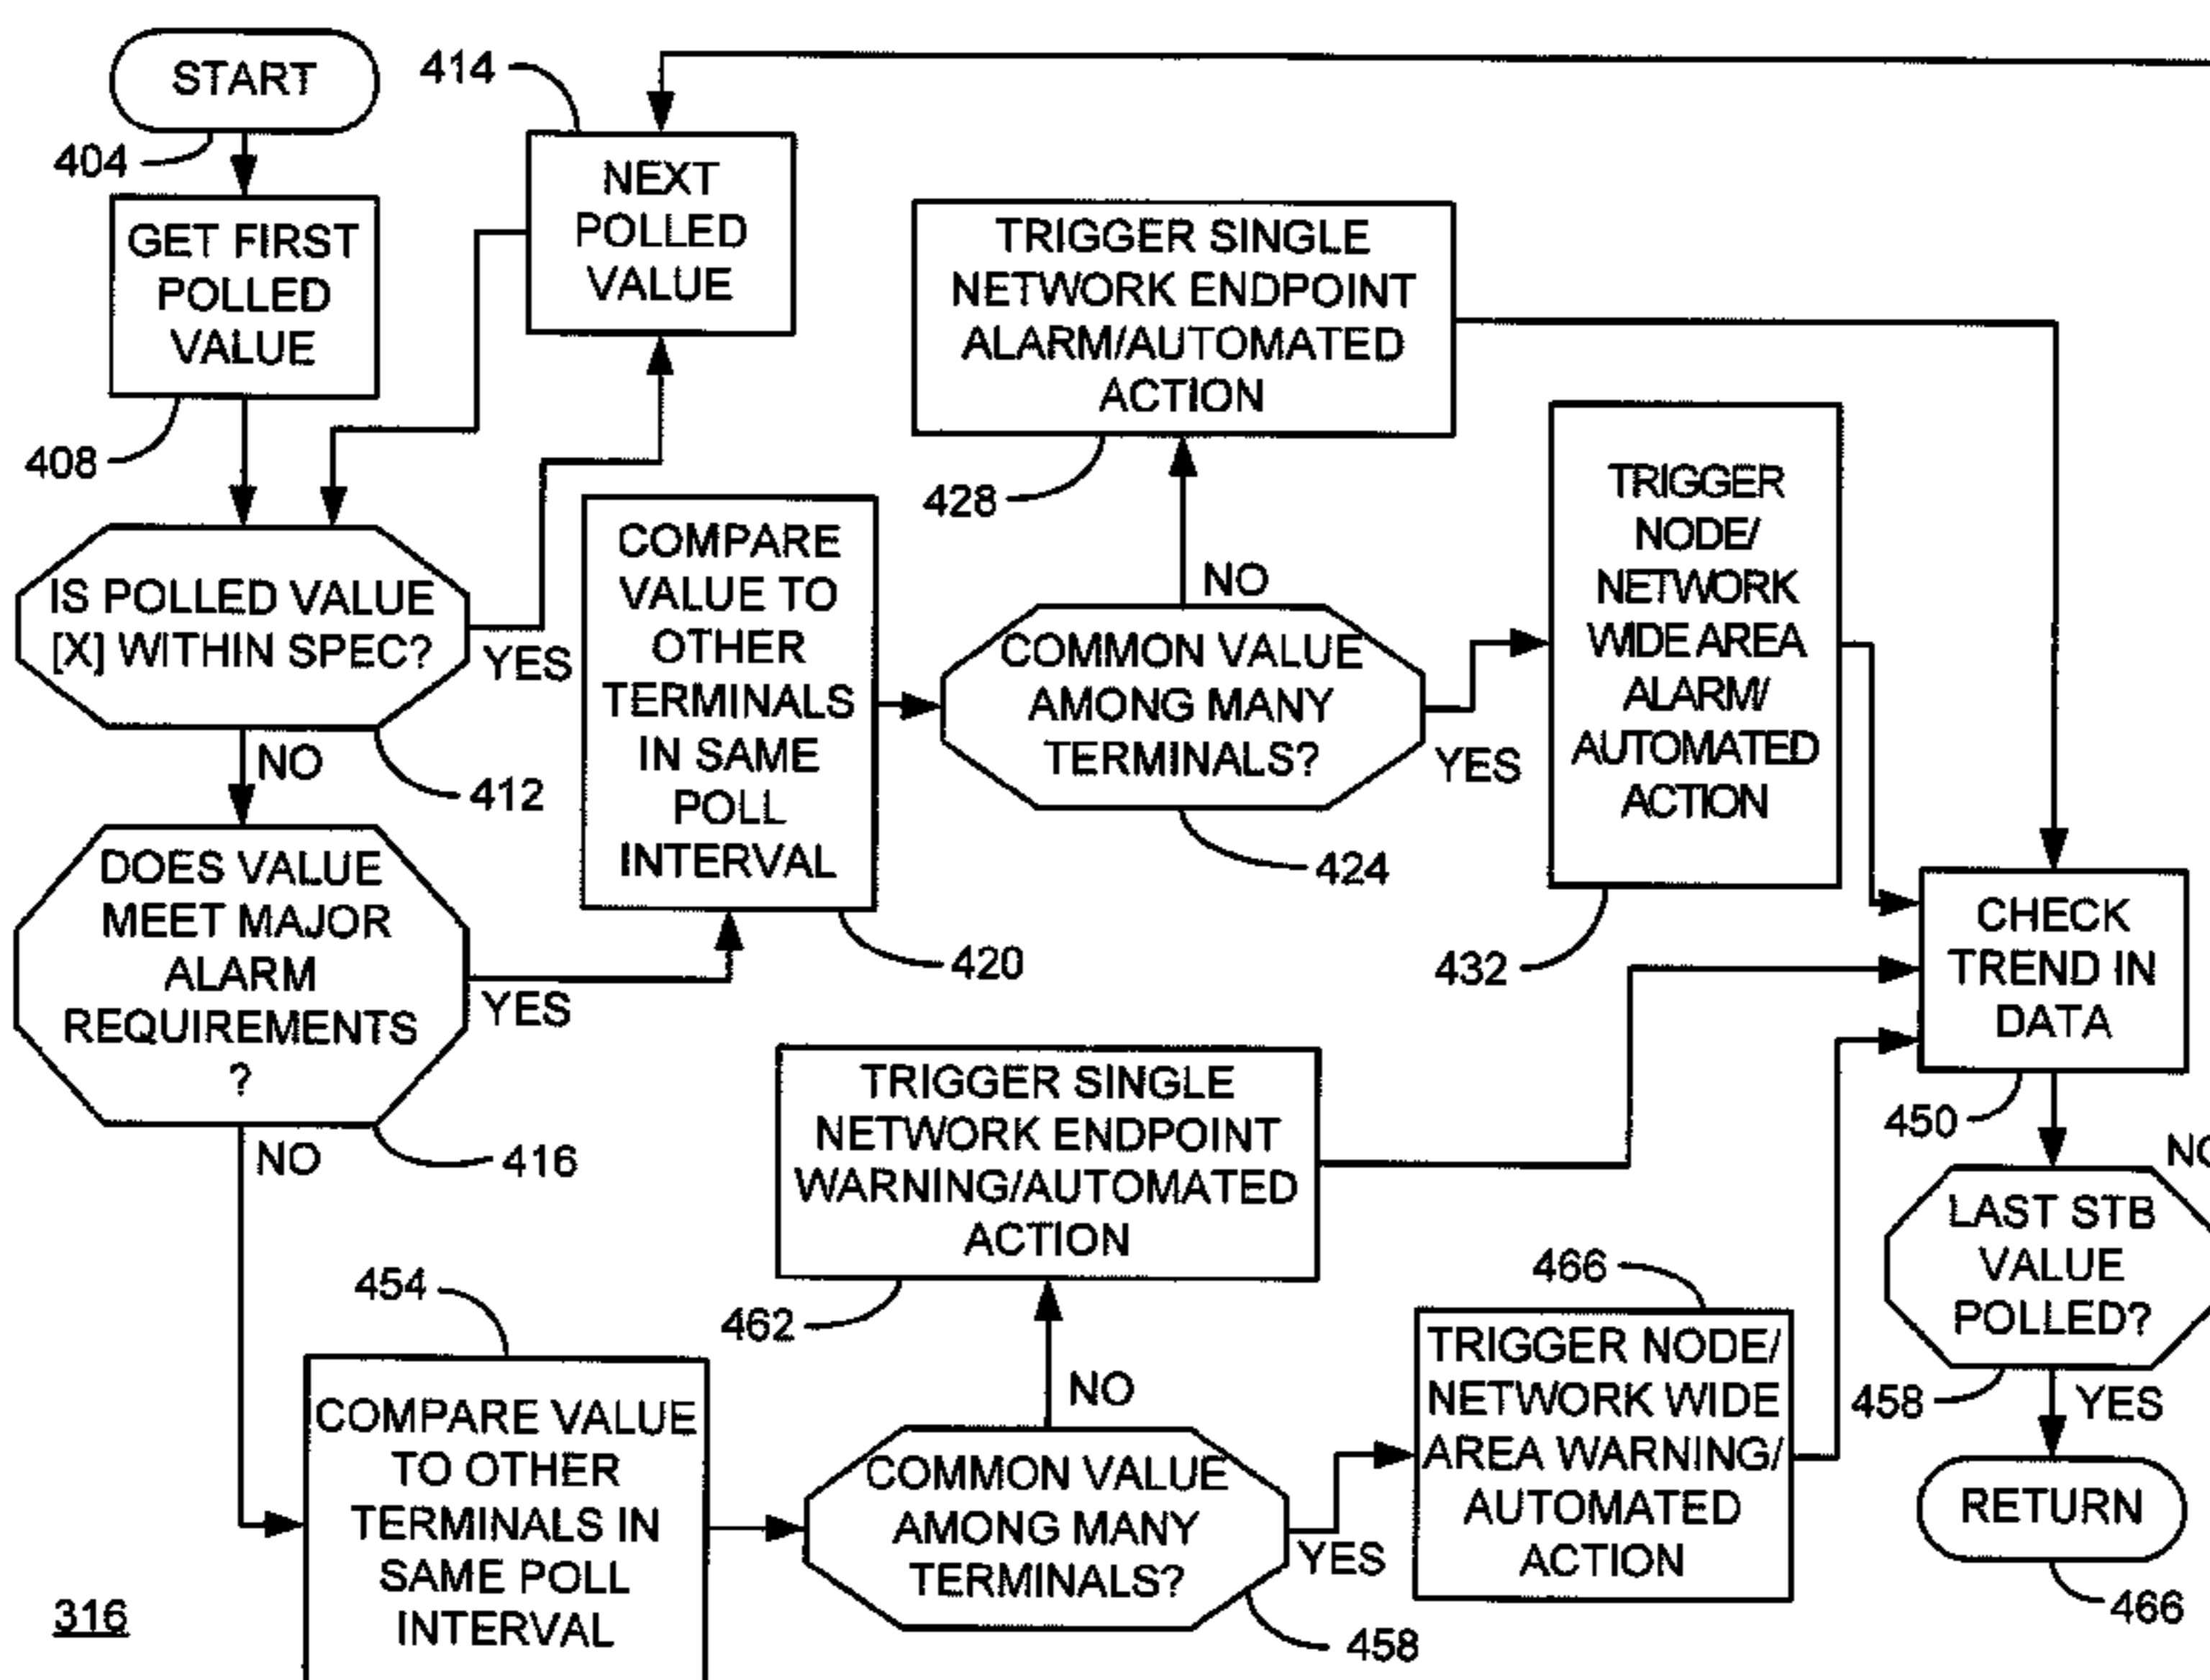 START
404
GET FIRST
POLLED
VALUE
408
414
NEXT
POLLED
VALUE
IS POLLED VALUE
[X] WITHIN SPEC?
YES
NO
412
DOES VALUE
MEET MAJOR
ALARM
REQUIREMENTS
?
YES
NO
416
COMPARE
VALUE TO
OTHER
TERMINALS
IN SAME
POLL
INTERVAL
420
TRIGGER SINGLE
NETWORK ENDPOINT
ALARM/AUTOMATED
ACTION
428
NO
COMMON VALUE
AMONG MANY
TERMINALS?
YES
424
TRIGGER
NODE/
NETWORK
WIDE AREA
ALARM/
AUTOMATED
ACTION
432
CHECK
TREND IN
DATA
450
TRIGGER SINGLE
NETWORK ENDPOINT
WARNING/AUTOMATED
ACTION
462
NO
454
COMPARE VALUE
TO OTHER
TERMINALS IN
SAME POLL
INTERVAL
COMMON VALUE
AMONG MANY
TERMINALS?
YES
458
466
TRIGGER NODE/
NETWORK WIDE
AREA WARNING/
AUTOMATED
ACTION
NO
LAST STB
VALUE
POLLED?
458
YES
RETURN
466
316